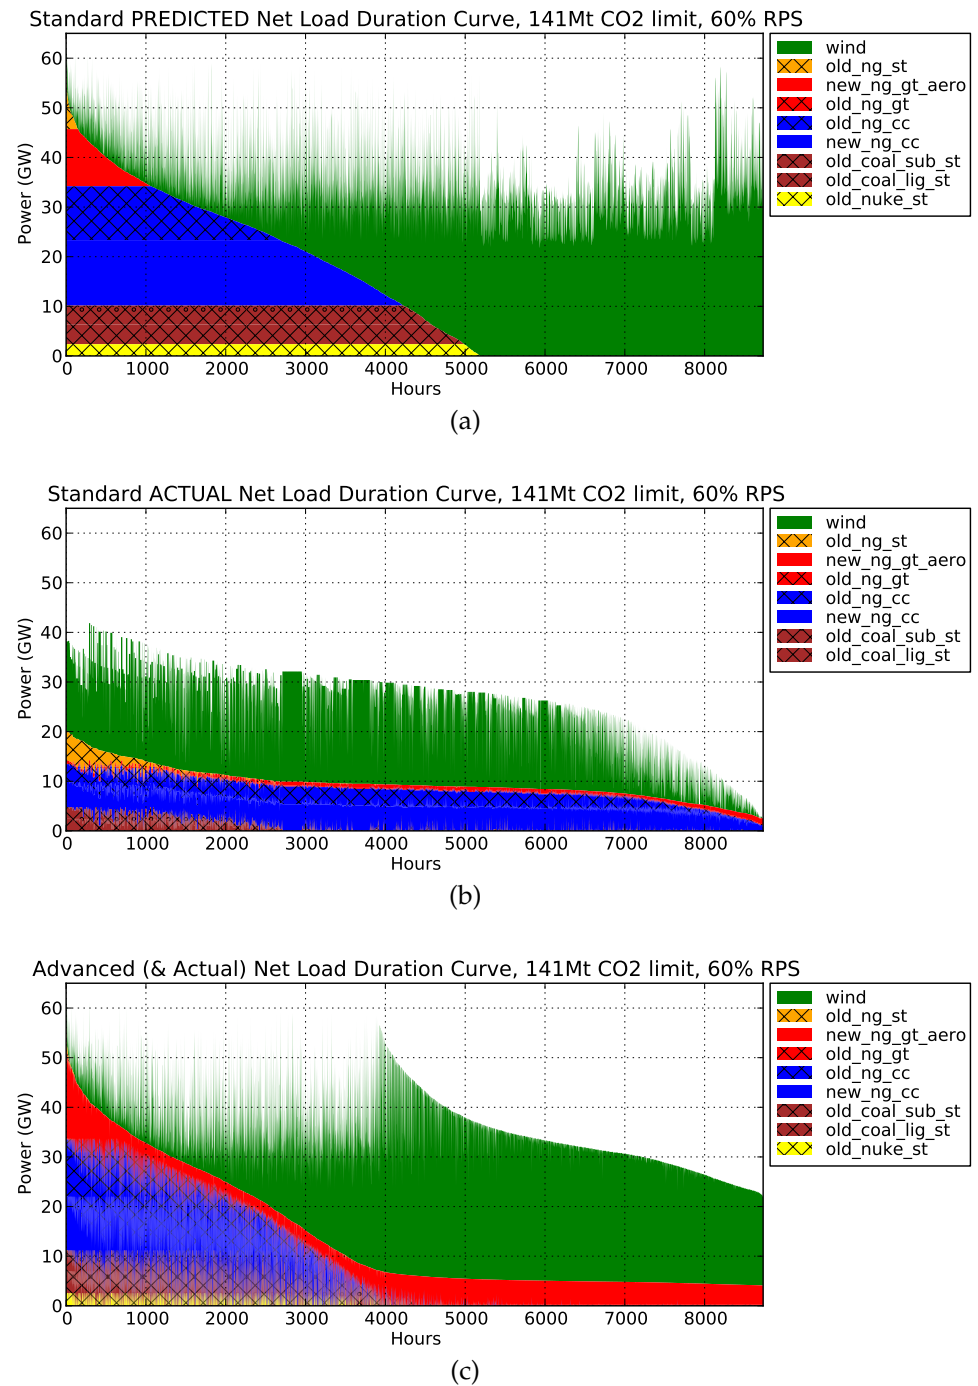 Standard PREDICTED Net Load Duration Curve, 141Mt CO2 limit, 60% RPS
60
50
40
30
20
10
0
Power (GW)
0 1000 2000 3000 4000 5000 6000 7000 8000
Hours
wind
old_ng_st
new_ng_gt_aero
old_ng_gt
old_ng_cc
new_ng_cc
old_coal_sub_st
old_coal_lig_st
old_nuke_st
(a)
Standard ACTUAL Net Load Duration Curve, 141Mt CO2 limit, 60% RPS
60
50
40
30
20
10
0
Power (GW)
0 1000 2000 3000 4000 5000 6000 7000 8000
Hours
wind
old_ng_st
new_ng_gt_aero
old_ng_gt
old_ng_cc
new_ng_cc
old_coal_sub_st
old_coal_lig_st
(b)
Advanced (& Actual) Net Load Duration Curve, 141Mt CO2 limit, 60% RPS
60
50
40
30
20
10
0
Power (GW)
0 1000 2000 3000 4000 5000 6000 7000 8000
Hours
wind
old_ng_st
new_ng_gt_aero
old_ng_gt
old_ng_cc
new_ng_cc
old_coal_sub_st
old_coal_lig_st
old_nuke_st
(c)